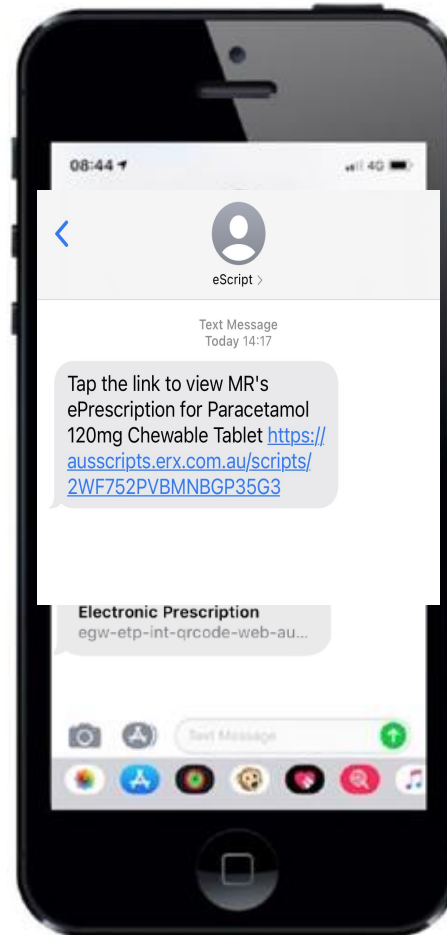 08:44
4G
eScript >
Text Message
Today 14:17
Tap the link to view MR's
ePrescription for Paracetamol
120mg Chewable Tablet https://
ausscripts.erx.com.au/scripts/
2WF752PVBMNBGP35G3
Electronic Prescription
egw-etp-int-qrcode-web-au...
Text Message